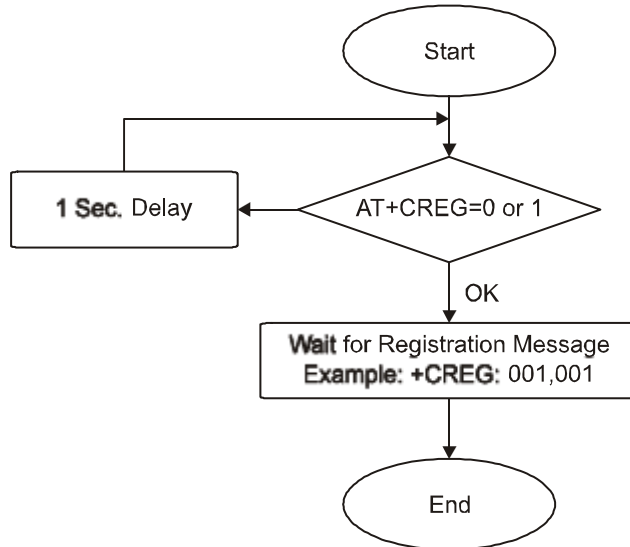 Start
1 Sec. Delay
AT+CREG=0 or 1
OK
Wait for Registration Message
Example: +CREG: 001,001
End